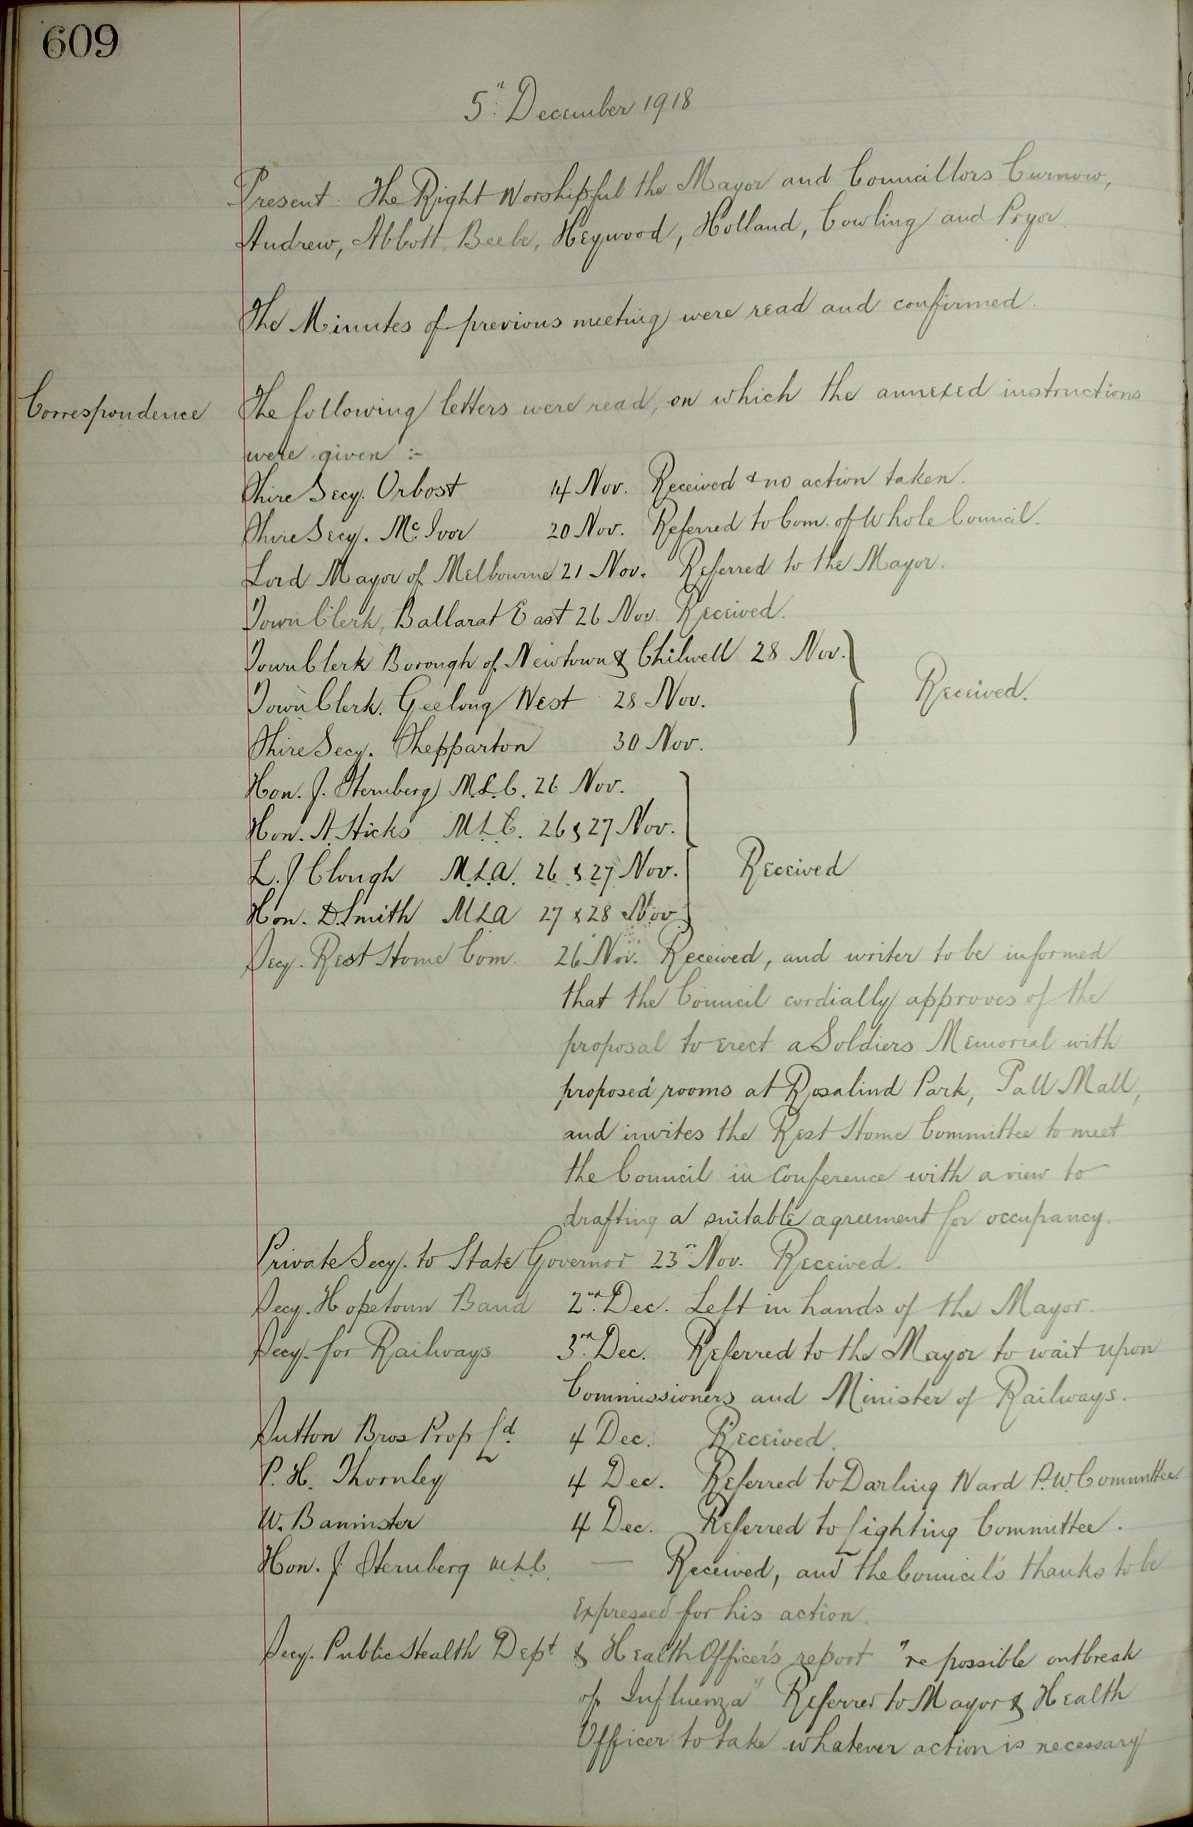 609
5th December 1918
Present: The Right Worshipful the Mayor and Councillors Curnow,
Andrew, Abbott, Beebe, Heywood, Holland, Cowling and Pryor
The Minutes of previous meeting were read and confirmed.
Correspondence
The following letters were read, on which the annexed instructions
were given :-
Shire Secy. Orbost 14 Nov. Received & no action taken.
Shire Secy. McIvor 20 Nov. Referred to Com. of Whole Council.
Lord Mayor of Melbourne 21 Nov. Referred to the Mayor.
Town Clerk, Ballarat East 26 Nov. Received.
Town Clerk Borough of Newtown & Chilwell 28 Nov.
Town Clerk. Geelong West 28 Nov. Received.
Shire Secy. Shepparton 30 Nov.
Hon. J. Sternberg M.L.C. 26 Nov.
Hon. A. Hicks M.L.C. 26 & 27 Nov.
L. J Clough M.L.A. 26 & 27 Nov. Received
Hon. D. Smith MLA 27 & 28 Nov
Secy. Rest Home Com. 26 Nov. Received, and writer to be informed
that the Council cordially approves of the
proposal to erect a Soldiers Memorial with
proposed rooms at Rosalind Park, Pall Mall,
and invites the Rest Home Committee to meet
the Council in Conference with a view to
drafting a suitable agreement for occupancy.
Private Secy. to State Governor 23rd Nov. Received.
Secy. Hopetoun Band 2nd Dec. Left in hands of the Mayor.
Secy. for Railways 3rd Dec. Referred to the Mayor to wait upon
Commissioners and Minister of Railways.
Sutton Bros Prop Ld. 4 Dec. Received.
P. H. Thornley 4 Dec. Referred to Darling Ward P.W. Committee
W. Bannister 4 Dec. Referred to Lighting Committee.
Hon. J. Sternberg M.L.C. — Received, and the Council's thanks to be
expressed for his action.
Secy. Public Health Dept & Health Officer's report "re possible outbreak
of Influenza" Referred to Mayor & Health
Officer to take whatever action is necessary